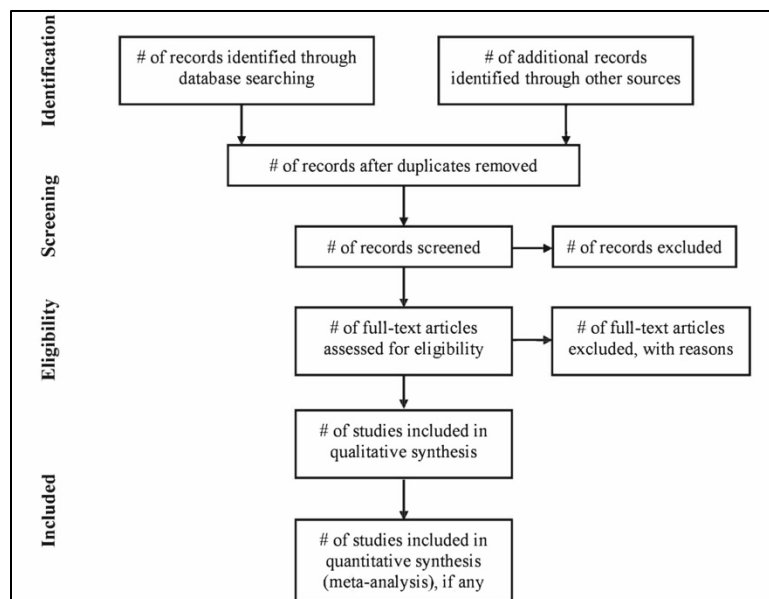 Identification
# of records identified through
database searching
# of additional records
identified through other sources
# of records after duplicates removed
Screening
# of records screened
# of records excluded
Eligibility
# of full-text articles
assessed for eligibility
# of full-text articles
excluded, with reasons
# of studies included in
qualitative synthesis
Included
# of studies included in
quantitative synthesis
(meta-analysis), if any